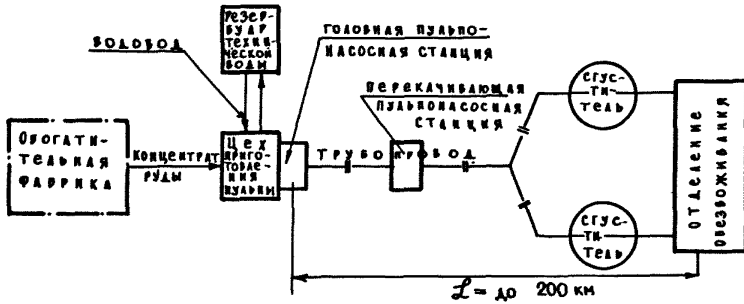 РЕЗЕР-
ВУАР
ТЕХНИ-
ЧЕСКОЙ
ВОДЫ
ВОДОВОД
ГОЛОВНАЯ ПУЛЬПО-
НАСОСНАЯ СТАНЦИЯ
ПЕРЕКАЧИВАЮЩАЯ
ПУЛЬПОНАСОСНАЯ
СТАНЦИЯ
СГУС-
ТИ-
ТЕЛЬ
ОБОГАТИ-
ТЕЛЬНАЯ
ФАБРИКА
КОНЦЕНТРАТ
РУДЫ
ЦЕХ
ПРИГО-
ТОВЛЕ-
НИЯ
ПУЛЬПЫ
ТРУБОПРОВОД
СГУС-
ТИ-
ТЕЛЬ
ОТДЕЛЕНИЕ
ОБЕЗВОЖИВАНИЯ
L = до 200 км